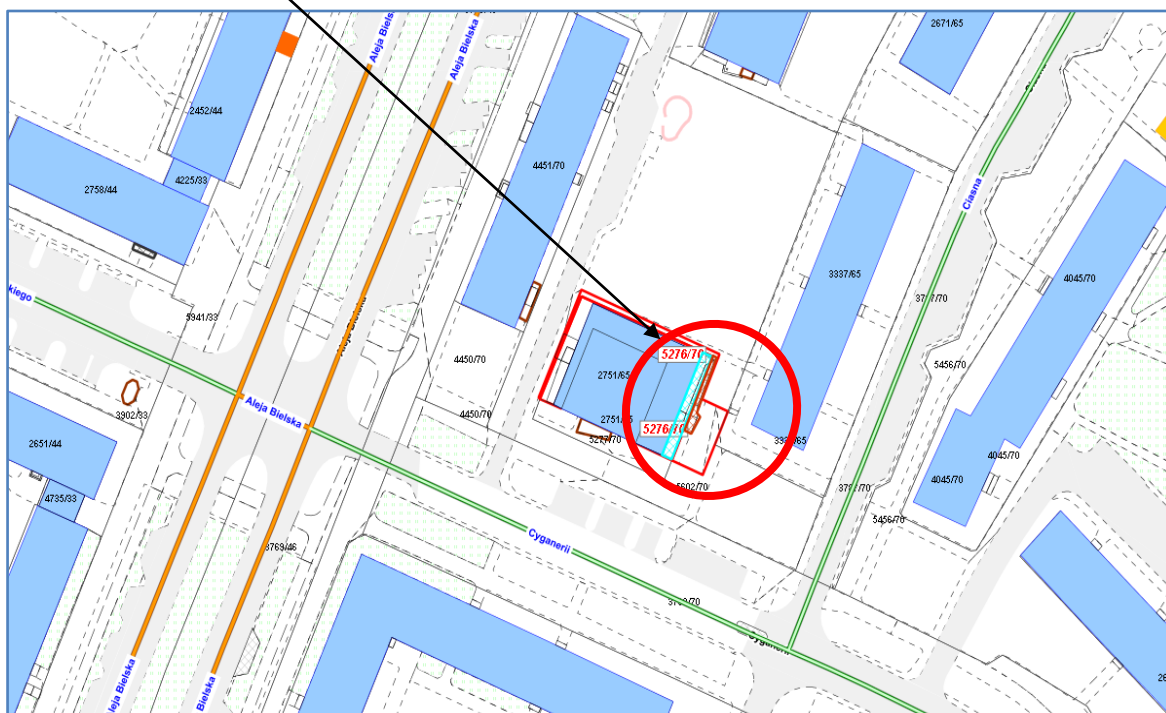 Aleja Bielska
Aleja Bielska
2671/65
2452/44
4451/70
2758/44
4225/33
Ciasna
3337/65
4045/70
kiego
5941/33
Aleja Bielska
5456/70
4450/70
5276/70
2751/65
3902/33
Aleja Bielska
4450/70
5276/70
5277/70
2651/44
4045/70
4045/70
5602/70
4735/33
5456/70
Cyganerii
3769/46
Cyganerii
Aleja Bielska
Bielska